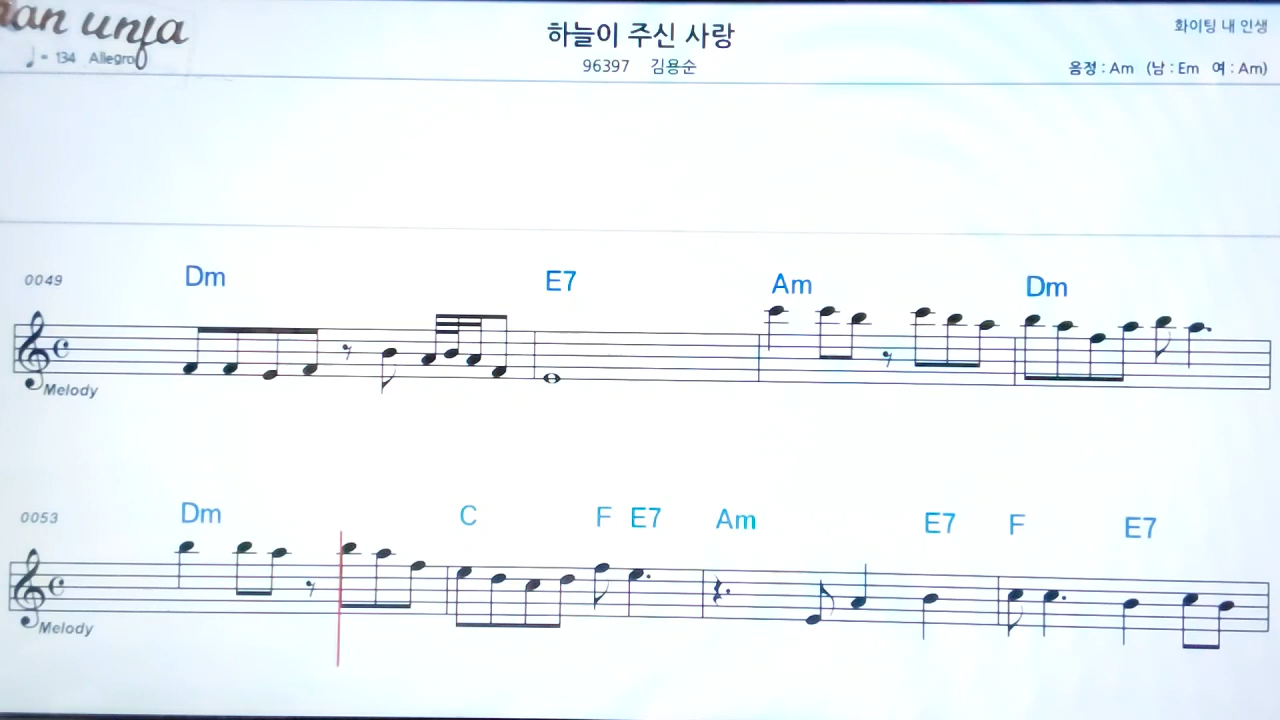 하늘이 주신 사랑
화이팅 내 인생
♩ = 134 Allegro
96397 김용순
음정 : Am (남 : Em 여 : Am)
Dm E7 Am Dm
0049
Melody
Dm C F E7 Am E7 F E7
0053
Melody